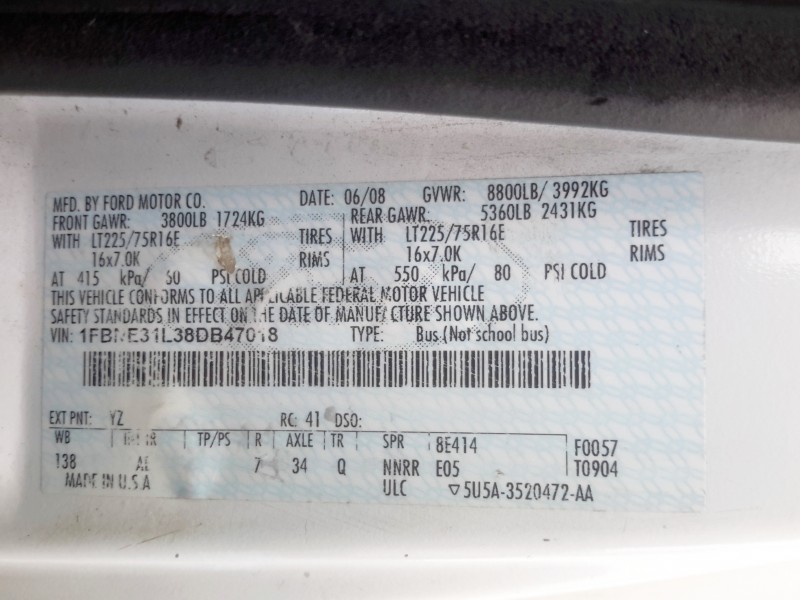 MFD. BY FORD MOTOR CO. DATE: 06/08 GVWR: 8800LB/ 3992KG
FRONT GAWR: 3800LB 1724KG REAR GAWR: 5360LB 2431KG
WITH LT225/75R16E TIRES WITH LT225/75R16E TIRES
16x7.0K RIMS 16x7.0K RIMS
AT 415 kPa/ 60 PSI COLD AT 550 kPa/ 80 PSI COLD
THIS VEHICLE CONFORMS TO ALL APPLICABLE FEDERAL MOTOR VEHICLE
SAFETY STANDARDS IN EFFECT ON THE DATE OF MANUFACTURE SHOWN ABOVE.
VIN: TYPE: Bus (Not school bus)
EXT PNT: YZ RC: 41 DSO:
WB TP/PS R AXLE TR SPR 8E414 F0057
138 7 34 Q NNRR E05 T0904
MADE IN U.S.A ULC ▽5U5A-3520472-AA